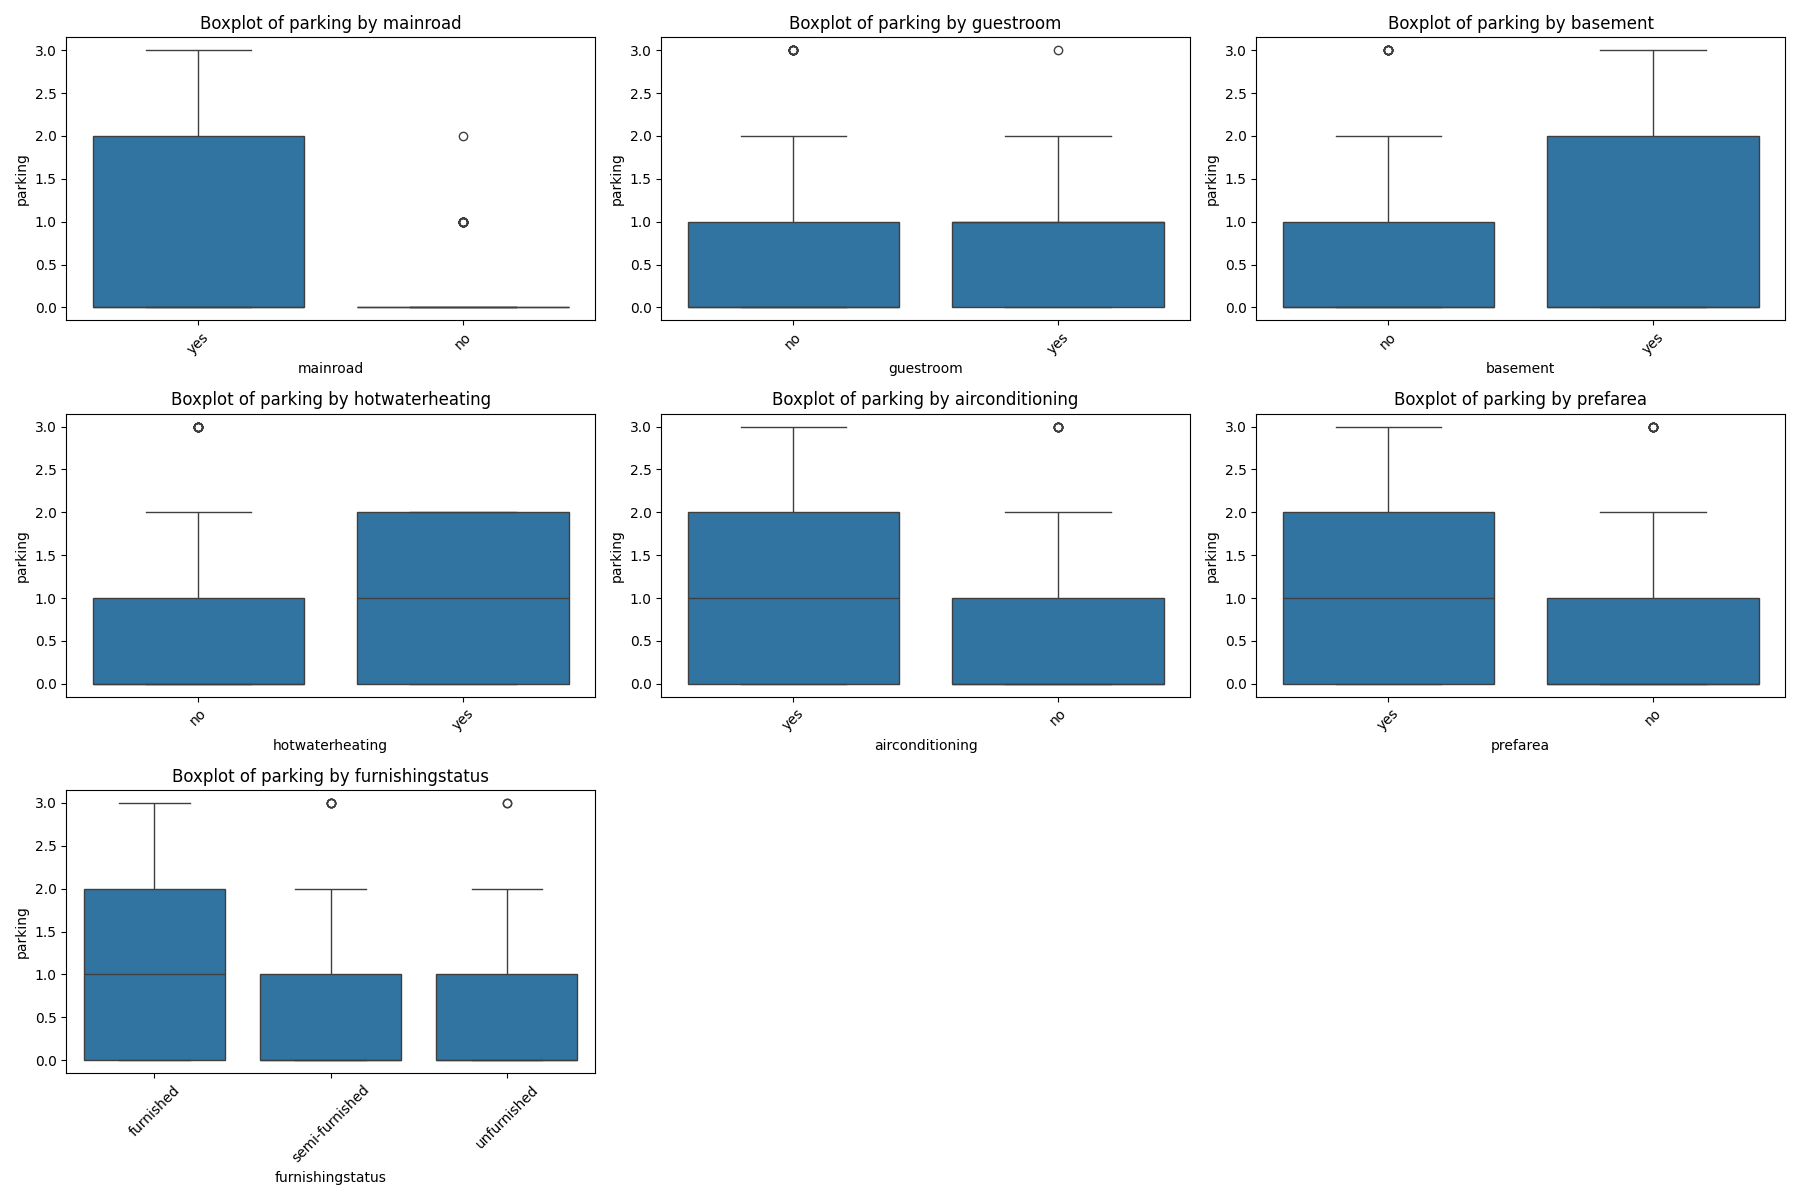 Boxplot of parking by mainroad
3.0
2.5
2.0
1.5
1.0
0.5
0.0
parking
yes
no
mainroad
Boxplot of parking by guestroom
3.0
2.5
2.0
1.5
1.0
0.5
0.0
parking
no
yes
guestroom
Boxplot of parking by basement
3.0
2.5
2.0
1.5
1.0
0.5
0.0
parking
no
yes
basement
Boxplot of parking by hotwaterheating
3.0
2.5
2.0
1.5
1.0
0.5
0.0
parking
no
yes
hotwaterheating
Boxplot of parking by airconditioning
3.0
2.5
2.0
1.5
1.0
0.5
0.0
parking
yes
no
airconditioning
Boxplot of parking by prefarea
3.0
2.5
2.0
1.5
1.0
0.5
0.0
parking
yes
no
prefarea
Boxplot of parking by furnishingstatus
3.0
2.5
2.0
1.5
1.0
0.5
0.0
parking
furnished
semi-furnished
unfurnished
furnishingstatus